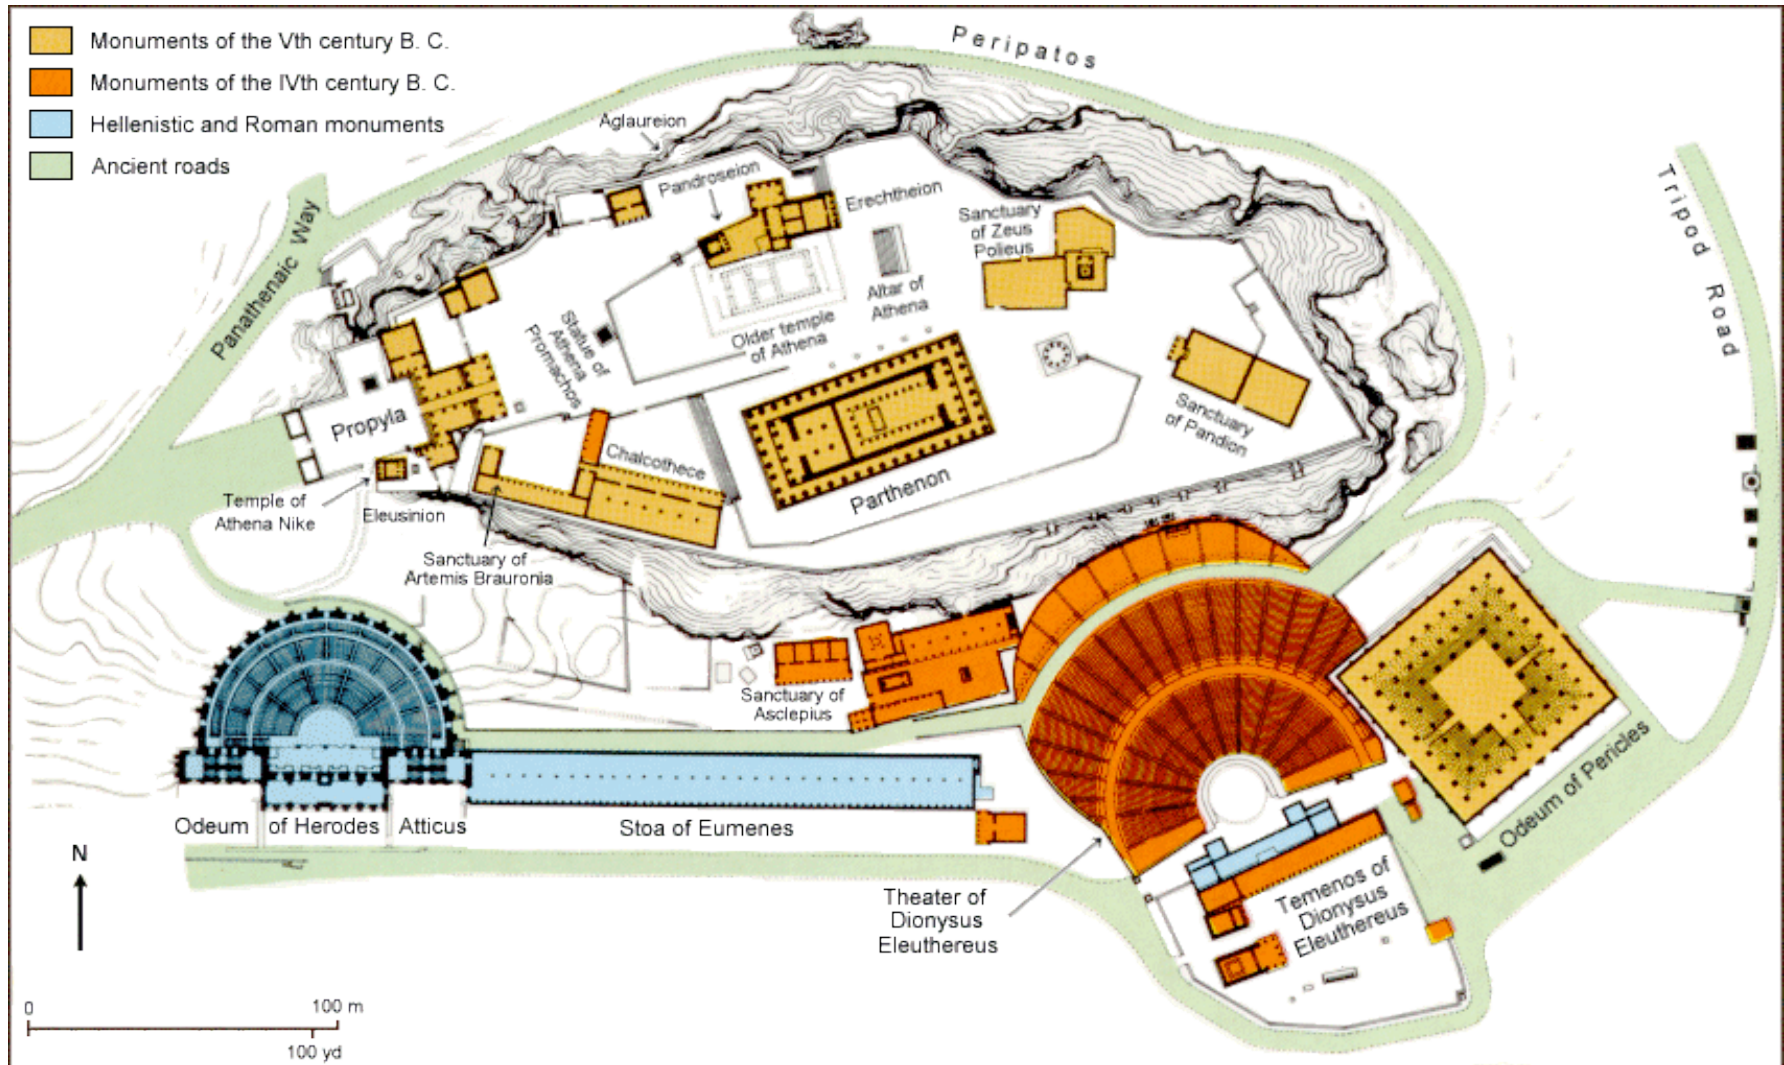 Monuments of the Vth century B. C.
Monuments of the IVth century B. C.
Hellenistic and Roman monuments
Ancient roads
Peripatos
Tripod Road
Panathenaic Way
Aglaureion
Pandroseion
Erechtheion
Sanctuary
of Zeus
Polieus
Altar of
Athena
Older temple
of Athena
Statue of
Athena
Promachos
Propyla
Chalcothece
Parthenon
Sanctuary
of Pandion
Temple of
Athena Nike
Eleusinion
Sanctuary of
Artemis Brauronia
Sanctuary of
Asclepius
Odeum of Herodes Atticus
Stoa of Eumenes
Theater of
Dionysus
Eleuthereus
Temenos of
Dionysus
Eleuthereus
Odeum of Pericles
N
0 100 m
100 yd